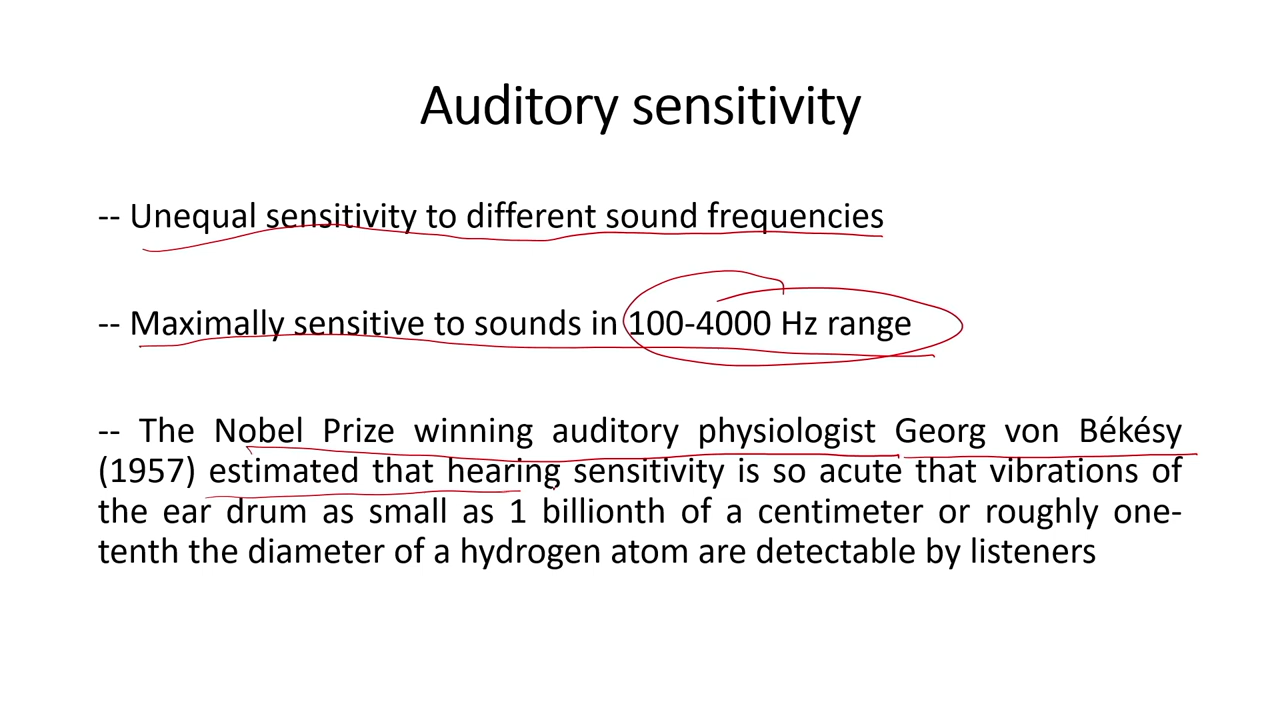 Auditory sensitivity
-- Unequal sensitivity to different sound frequencies
-- Maximally sensitive to sounds in 100-4000 Hz range
-- The Nobel Prize winning auditory physiologist Georg von Békésy
(1957) estimated that hearing sensitivity is so acute that vibrations of
the ear drum as small as 1 billionth of a centimeter or roughly one-
tenth the diameter of a hydrogen atom are detectable by listeners